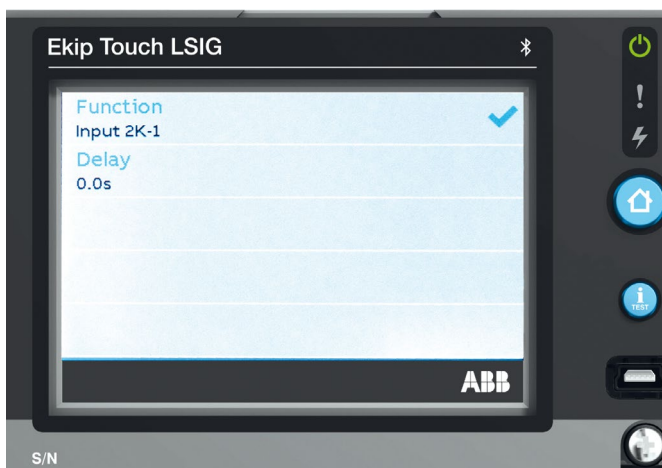 Ekip Touch LSIG
Function
Input 2K-1
Delay
0.0s
ABB
i
TEST
S/N